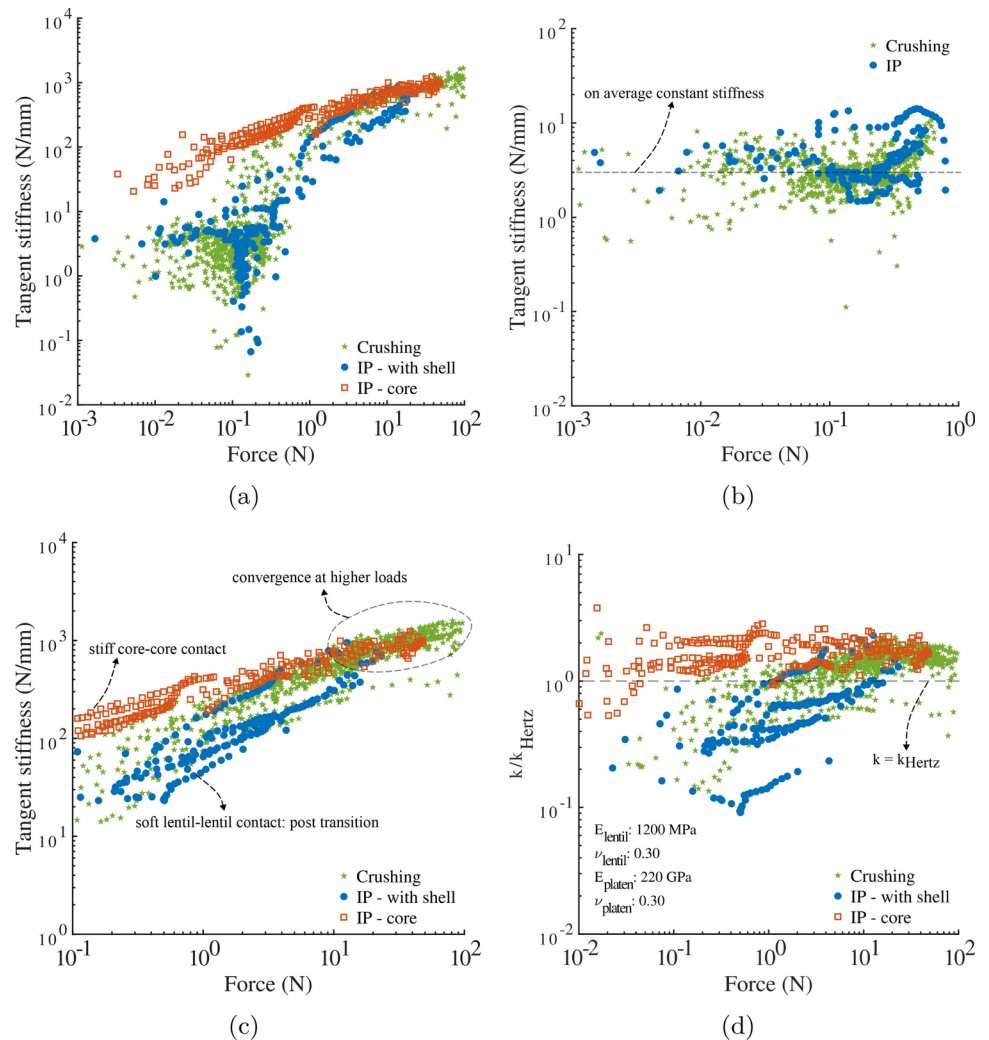 10^4
10^3
10^2
10^1
10^0
10^-1
10^-2
Tangent stiffness (N/mm)
Crushing
IP - with shell
IP - core
10^-3 10^-2 10^-1 10^0 10^1 10^2
Force (N)
(a)
10^2
10^1
10^0
10^-1
10^-2
Tangent stiffness (N/mm)
Crushing
IP
on average constant stiffness
10^-3 10^-2 10^-1 10^0
Force (N)
(b)
10^4
10^3
10^2
10^1
10^0
Tangent stiffness (N/mm)
convergence at higher loads
stiff core-core contact
soft lentil-lentil contact: post transition
Crushing
IP - with shell
IP - core
10^-1 10^0 10^1 10^2
Force (N)
(c)
10^1
10^0
10^-1
10^-2
k/k_Hertz
k = k_Hertz
E_lentil: 1200 MPa
ν_lentil: 0.30
E_platen: 220 GPa
ν_platen: 0.30
Crushing
IP - with shell
IP - core
10^-2 10^-1 10^0 10^1 10^2
Force (N)
(d)